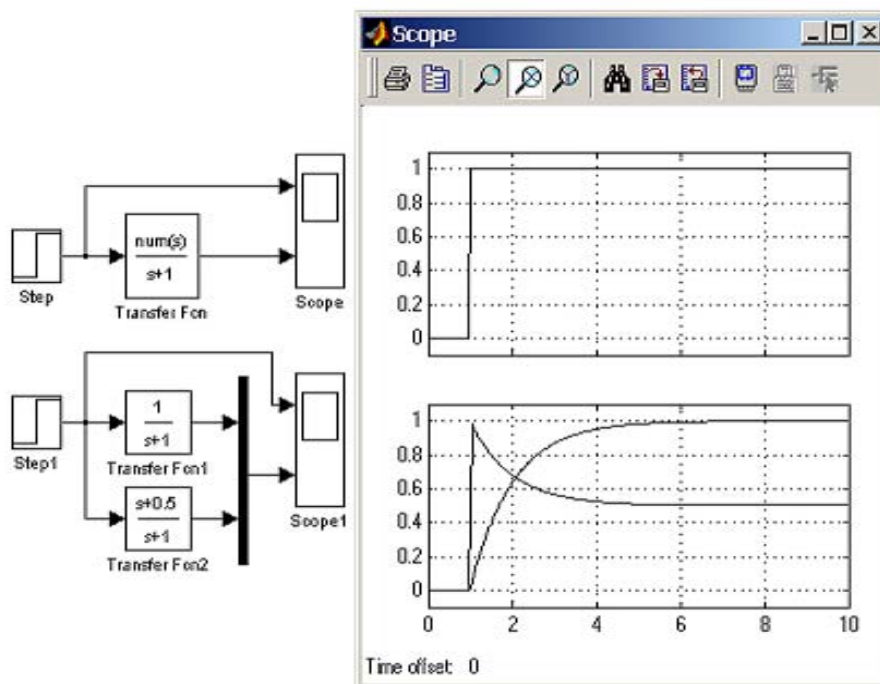 Scope
1
0.8
0.6
0.4
0.2
0
num(s)
s+1
Step
Transfer Fcn
Scope
1
0.8
0.6
0.4
0.2
0
1
s+1
Step1
Transfer Fcn1
s+0.5
s+1
Scope1
Transfer Fcn2
0 2 4 6 8 10
Time offset: 0